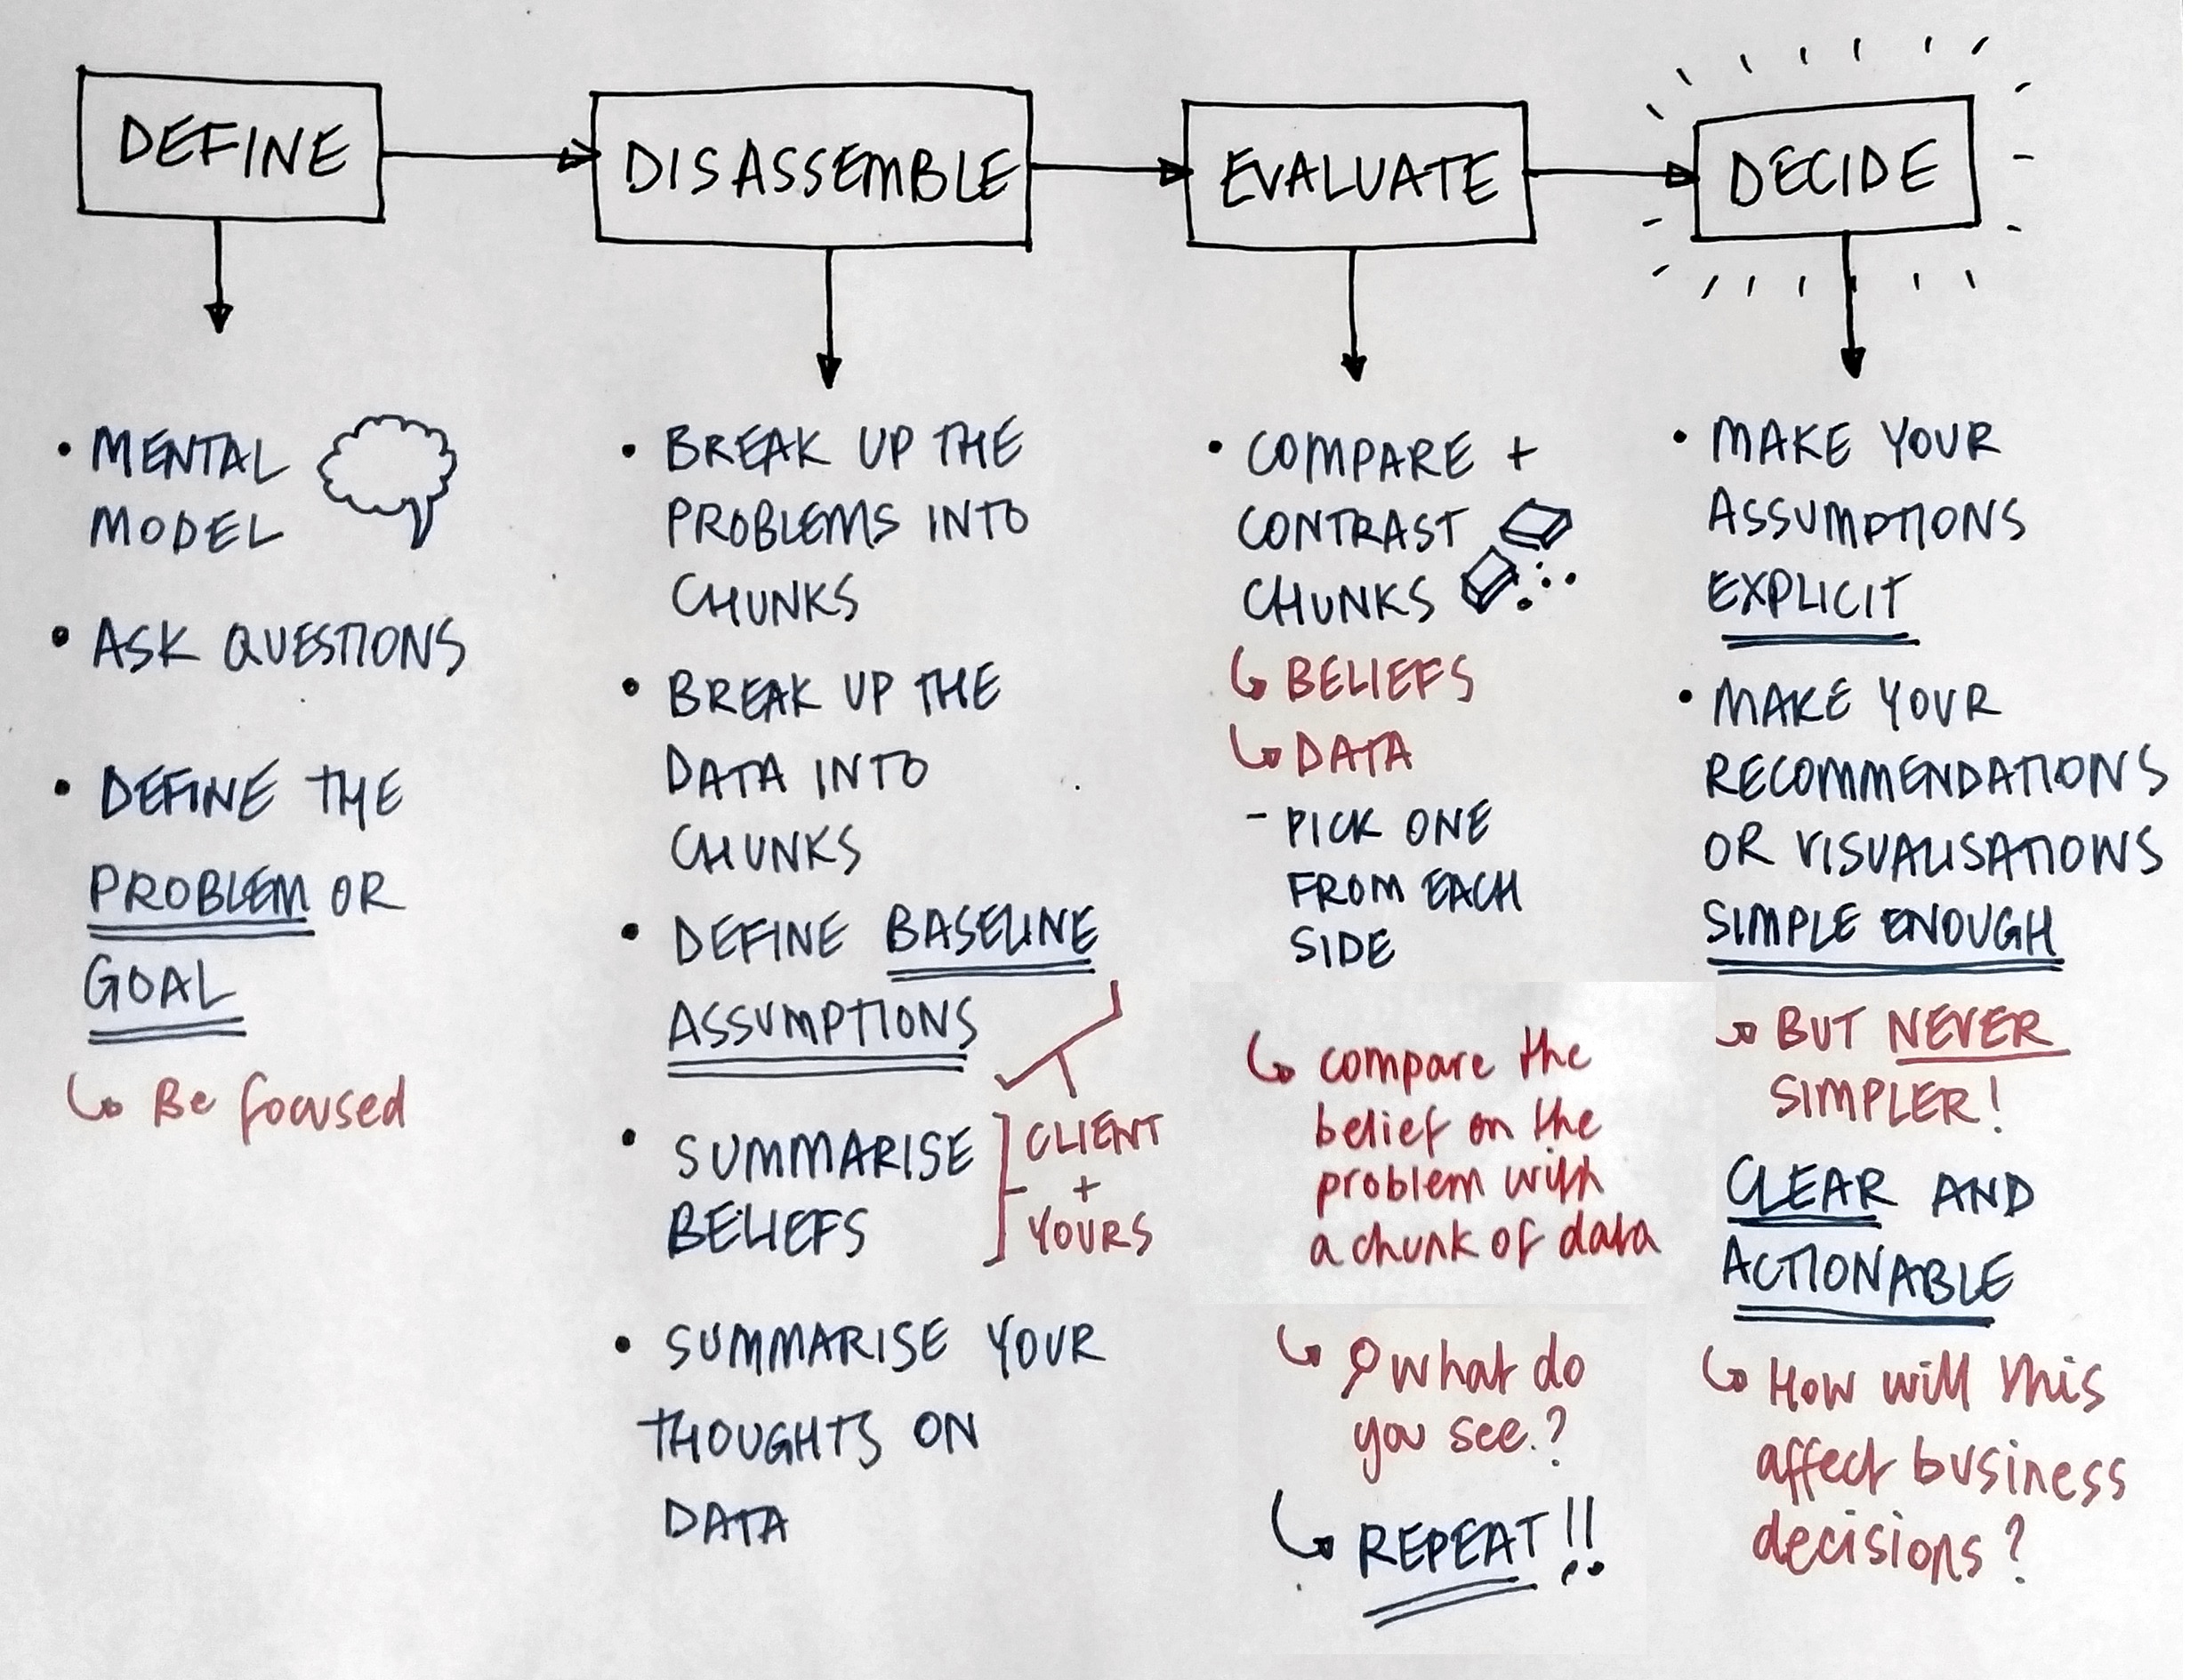 DEFINE
DISASSEMBLE
EVALUATE
DECIDE
• MENTAL
MODEL
• ASK QUESTIONS
• DEFINE THE
PROBLEM OR
GOAL
Be focused
• BREAK UP THE
PROBLEMS INTO
CHUNKS
• BREAK UP THE
DATA INTO
CHUNKS
• DEFINE BASELINE
ASSUMPTIONS
• SUMMARISE
BELIEFS
CLIENT
+
YOURS
• SUMMARISE YOUR
THOUGHTS ON
DATA
• COMPARE +
CONTRAST
CHUNKS
BELIEFS
DATA
- PICK ONE
FROM EACH
SIDE
compare the
belief on the
problem with
a chunk of data
what do
you see.?
REPEAT!!
• MAKE YOUR
ASSUMPTIONS
EXPLICIT
• MAKE YOUR
RECOMMENDATIONS
OR VISUALISATIONS
SIMPLE ENOUGH
BUT NEVER
SIMPLER!
CLEAR AND
ACTIONABLE
How will this
affect business
decisions?